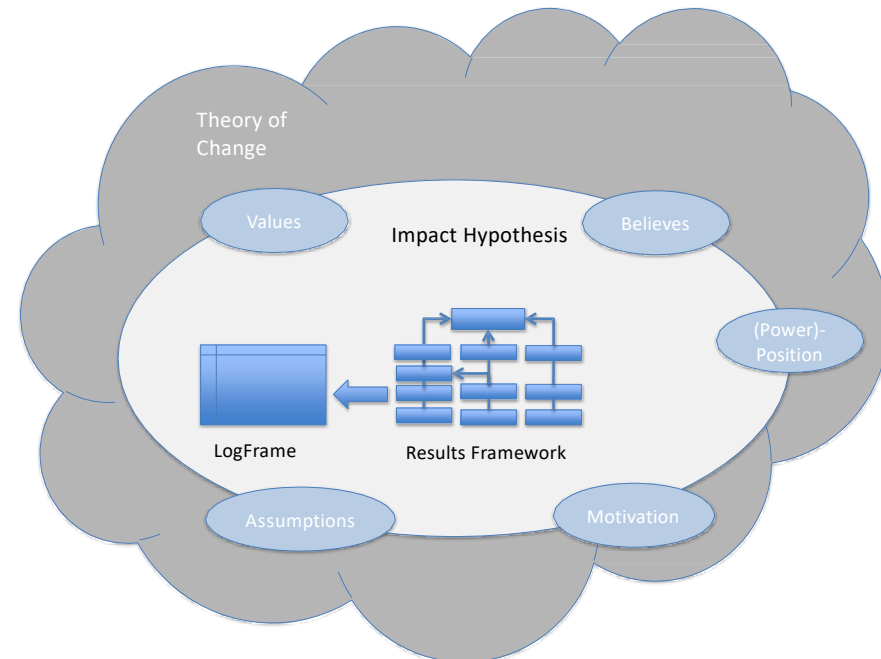 Theory of
Change
Values
Believes
Impact Hypothesis
(Power)-
Position
LogFrame
Results Framework
Assumptions
Motivation